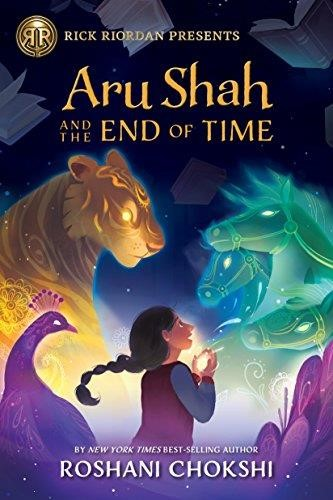 RR
RICK RIORDAN PRESENTS
Aru Shah
AND THE END OF TIME
BY NEW YORK TIMES BEST-SELLING AUTHOR
ROSHANI CHOKSHI